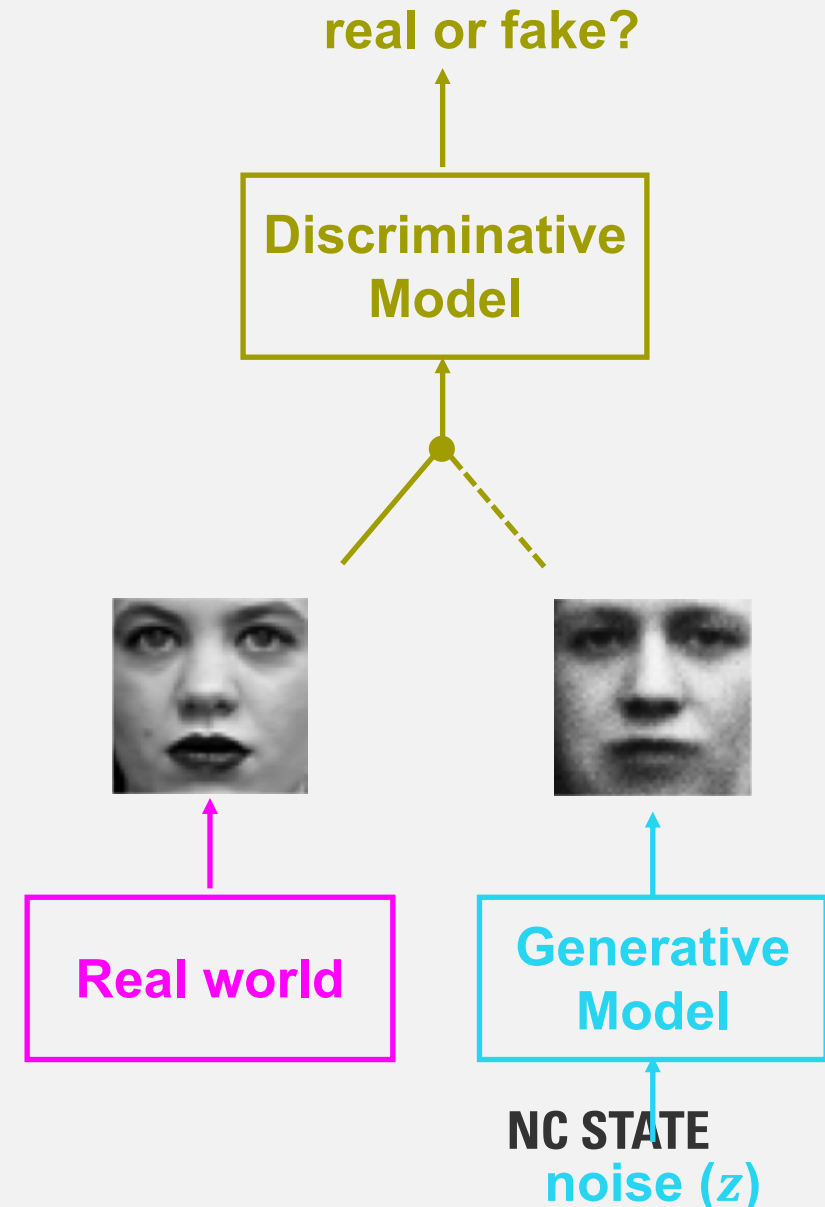 real or fake?
Discriminative
Model
Real world
Generative
Model
NC STATE
noise (z)